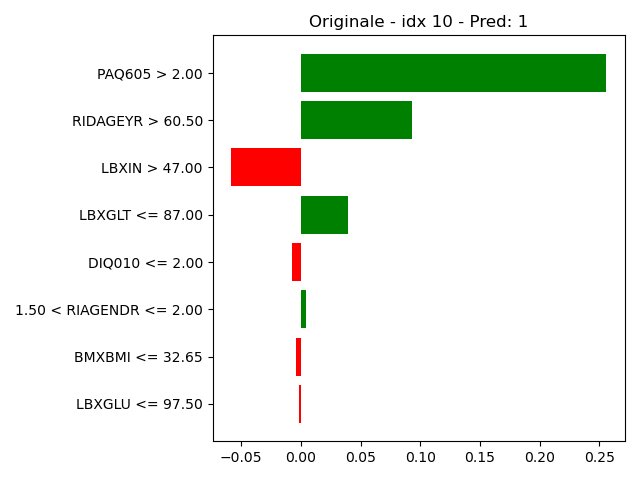 Originale - idx 10 - Pred: 1
PAQ605 > 2.00
RIDAGEYR > 60.50
LBXIN > 47.00
LBXGLT <= 87.00
DIQ010 <= 2.00
1.50 < RIAGENDR <= 2.00
BMXBMI <= 32.65
LBXGLU <= 97.50
−0.05 0.00 0.05 0.10 0.15 0.20 0.25